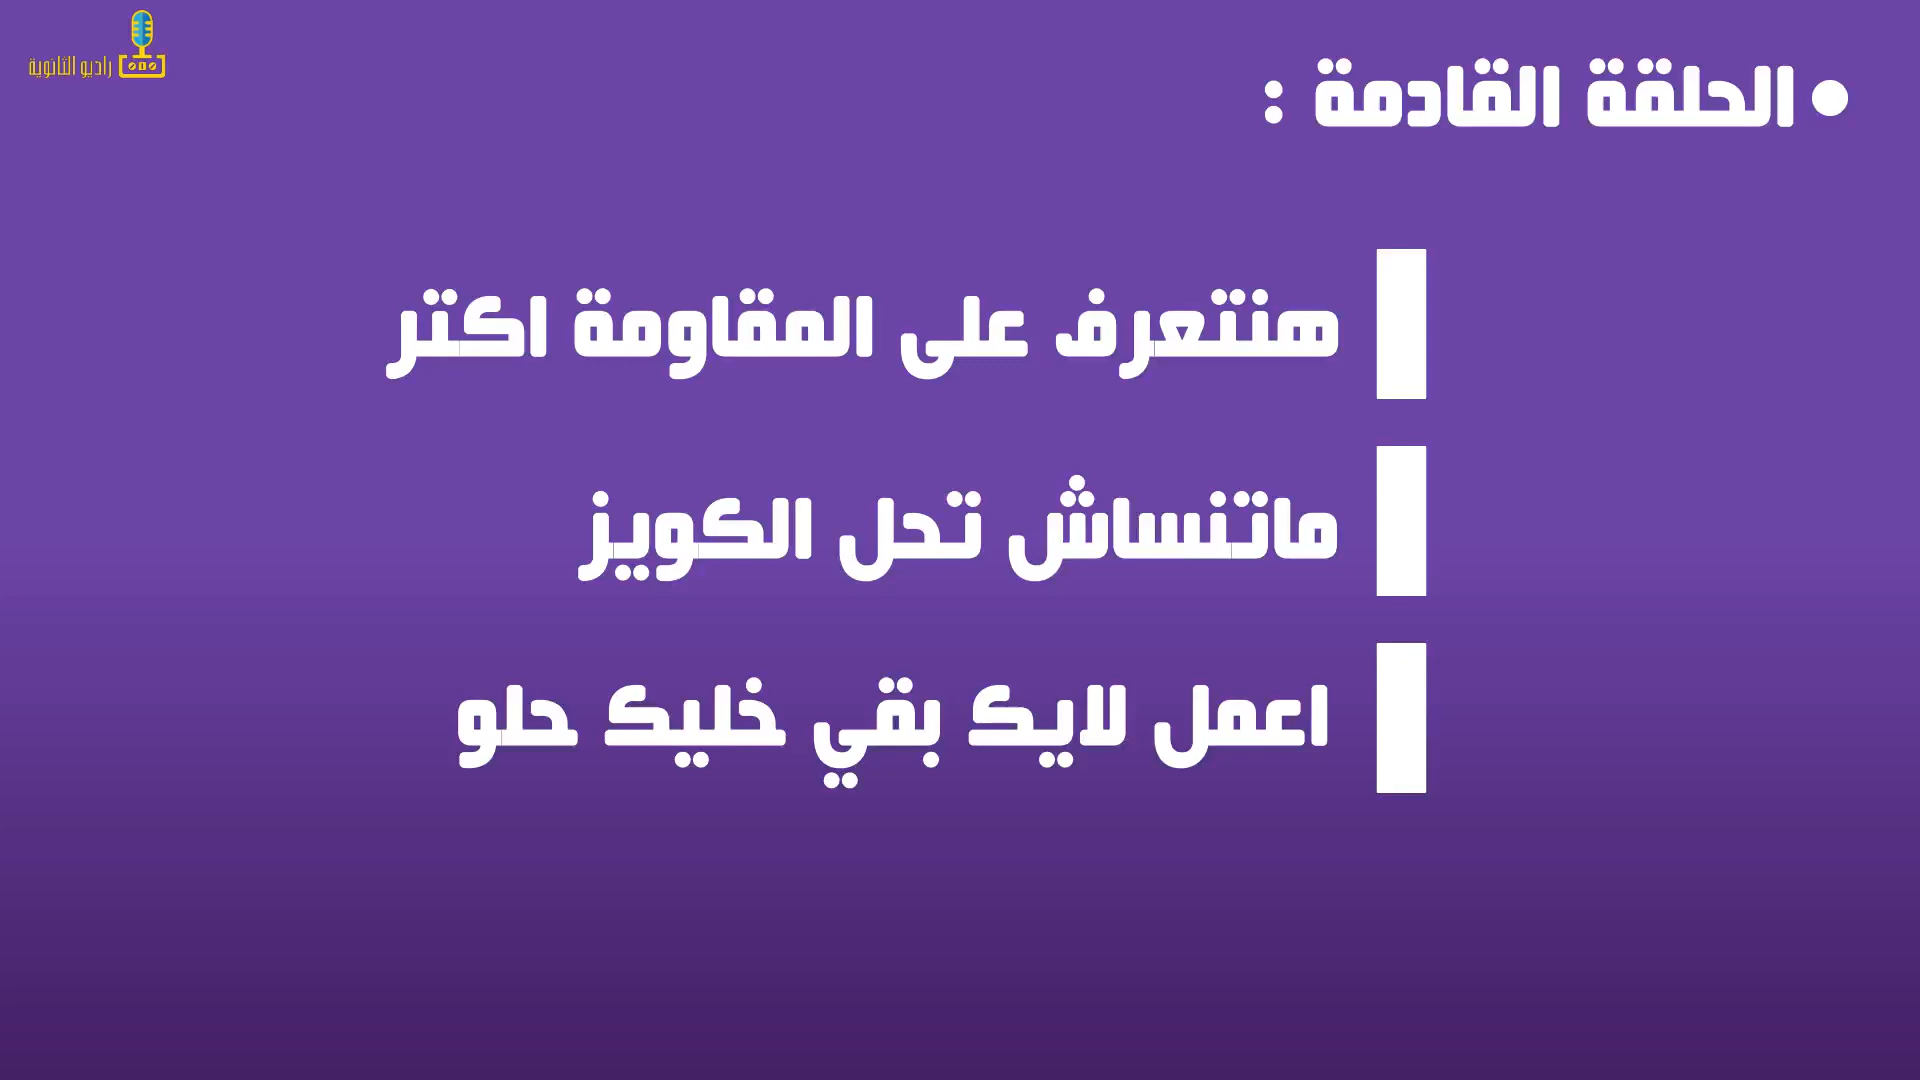 راديو الثانوية
• الحلقة القادمة :
هنتعرف على المقاومة اكتر
ماتنساش تحل الكويز
اعمل لايك بقي خليك حلو